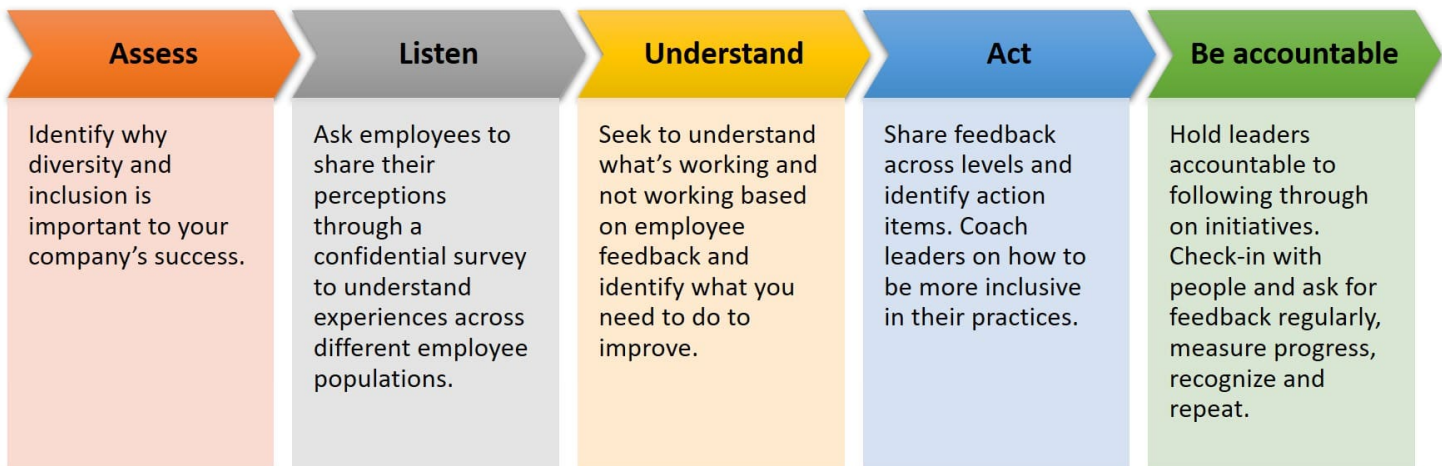 Assess
Identify why
diversity and
inclusion is
important to your
company’s success.
Listen
Ask employees to
share their
perceptions
through a
confidential survey
to understand
experiences across
different employee
populations.
Understand
Seek to understand
what’s working and
not working based
on employee
feedback and
identify what you
need to do to
improve.
Act
Share feedback
across levels and
identify action
items. Coach
leaders on how to
be more inclusive
in their practices.
Be accountable
Hold leaders
accountable to
following through
on initiatives.
Check-in with
people and ask for
feedback regularly,
measure progress,
recognize and
repeat.